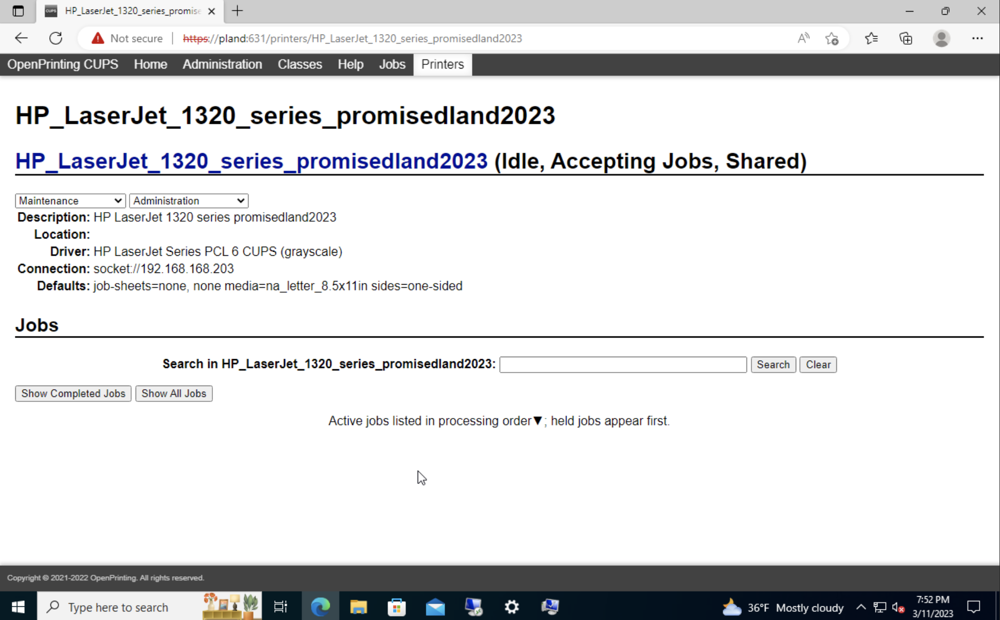 HP_LaserJet_1320_series_promise
Not secure
https://pland:631/printers/HP_LaserJet_1320_series_promisedland2023
OpenPrinting CUPS Home Administration Classes Help Jobs Printers
HP_LaserJet_1320_series_promisedland2023
HP_LaserJet_1320_series_promisedland2023 (Idle, Accepting Jobs, Shared)
Maintenance Administration
Description: HP LaserJet 1320 series promisedland2023
Location:
Driver: HP LaserJet Series PCL 6 CUPS (grayscale)
Connection: socket://192.168.168.203
Defaults: job-sheets=none, none media=na_letter_8.5x11in sides=one-sided
Jobs
Search in HP_LaserJet_1320_series_promisedland2023: Search Clear
Show Completed Jobs Show All Jobs
Active jobs listed in processing order▼; held jobs appear first.
Copyright © 2021-2022 OpenPrinting. All rights reserved.
Type here to search
36°F Mostly cloudy
7:52 PM
3/11/2023